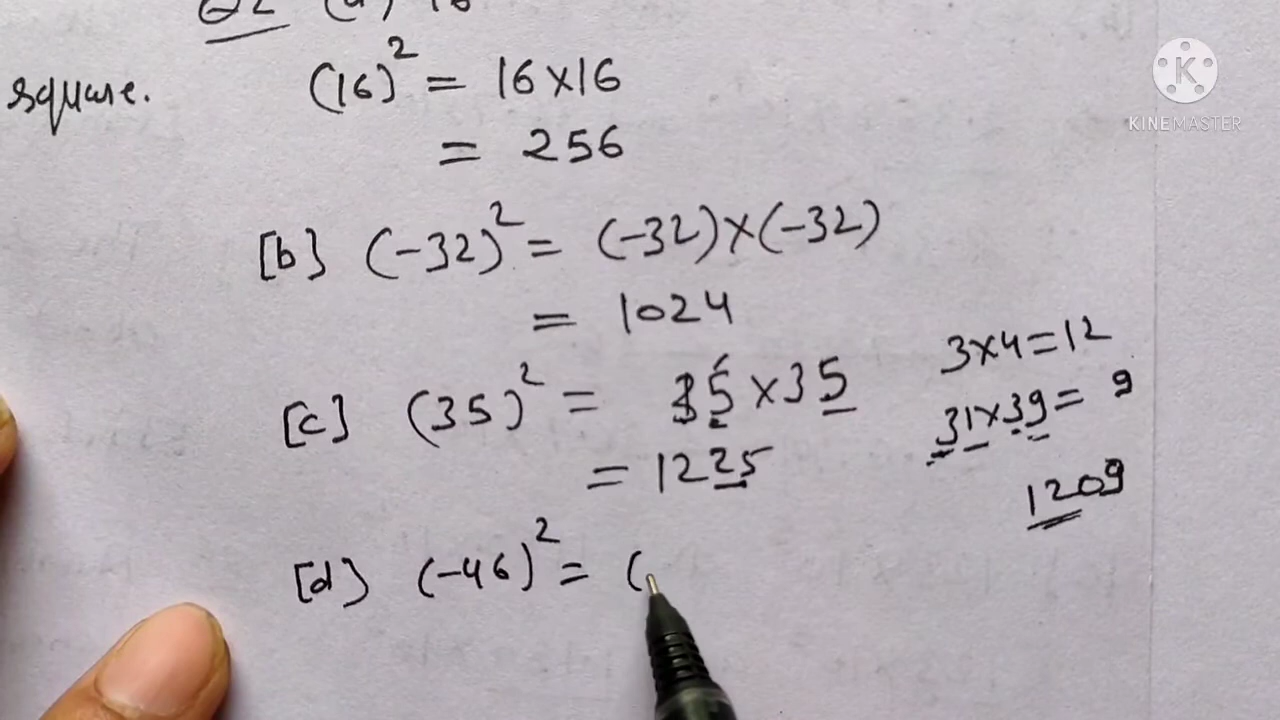 (16)² = 16×16
square.
= 256
[b] (-32)² = (-32)×(-32)
= 1024
[c] (35)² = 35×35
= 1225
3×4=12
31×39= 9
1209
[d] (-46)² = (
KINEMASTER